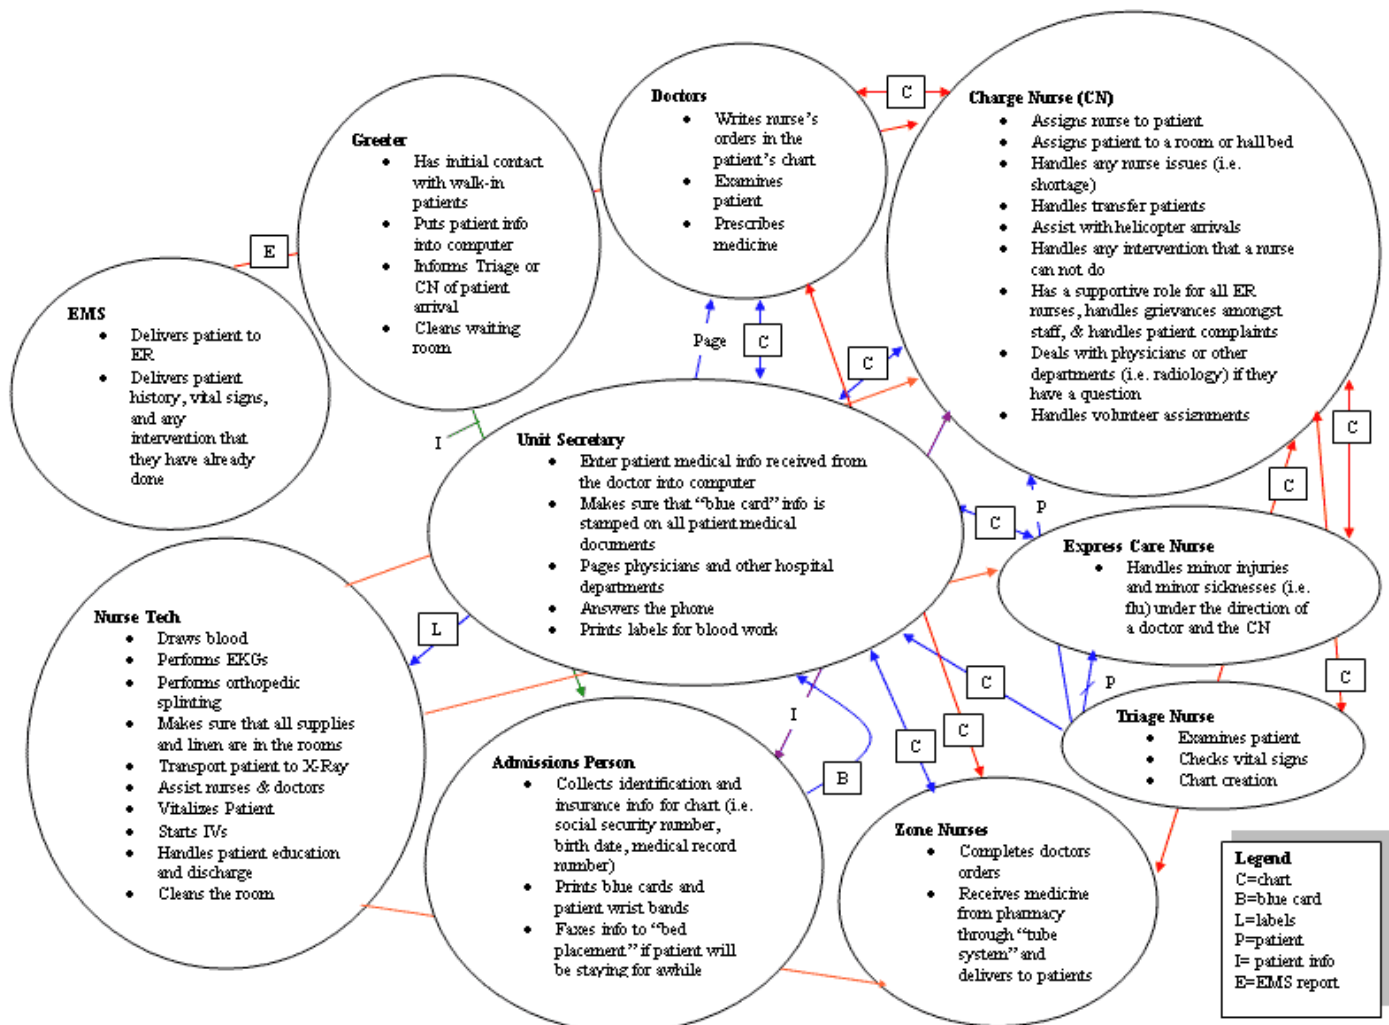 Doctors
• Writes nurse's
orders in the
patient's chart
• Examines
patient
• Prescribes
medicine
C
Charge Nurse (CN)
• Assigns nurse to patient
• Assigns patient to a room or hall bed
• Handles any nurse issues (i.e.
shortage)
• Handles transfer patients
• Assist with helicopter arrivals
• Handles any intervention that a nurse
can not do
• Has a supportive role for all ER
nurses, handles grievances amongst
staff, & handles patient complaints
• Deals with physicians or other
departments (i.e. radiology) if they
have a question
• Handles volunteer assignments
Greeter
• Has initial contact
with walk-in
patients
• Puts patient info
into computer
• Informs Triage or
CN of patient
arrival
• Cleans waiting
room
E
EMS
• Delivers patient to
ER
• Delivers patient
history, vital signs,
and any
intervention that
they have already
done
Page
C
C
I
Unit Secretary
• Enter patient medical info received from
the doctor into computer
• Makes sure that "blue card" info is
stamped on all patient medical
documents
• Pages physicians and other hospital
departments
• Answers the phone
• Prints labels for blood work
C
C
P
C
Express Care Nurse
• Handles minor injuries
and minor sicknesses (i.e.
flu) under the direction of
a doctor and the CN
Nurse Tech
• Draws blood
• Performs EKGs
• Performs orthopedic
splinting
• Makes sure that all supplies
and linen are in the rooms
• Transport patient to X-Ray
• Assist nurses & doctors
• Vitalizes Patient
• Starts IVs
• Handles patient education
and discharge
• Cleans the room
L
C
P
C
I
C
C
B
Triage Nurse
• Examines patient
• Checks vital signs
• Chart creation
Admissions Person
• Collects identification and
insurance info for chart (i.e.
social security number,
birth date, medical record
number)
• Prints blue cards and
patient wrist bands
• Faxes info to "bed
placement" if patient will
be staying for awhile
Zone Nurses
• Completes doctors
orders
• Receives medicine
from pharmacy
through "tube
system" and
delivers to patients
Legend
C=chart
B=blue card
L=labels
P=patient
I= patient info
E=EMS report